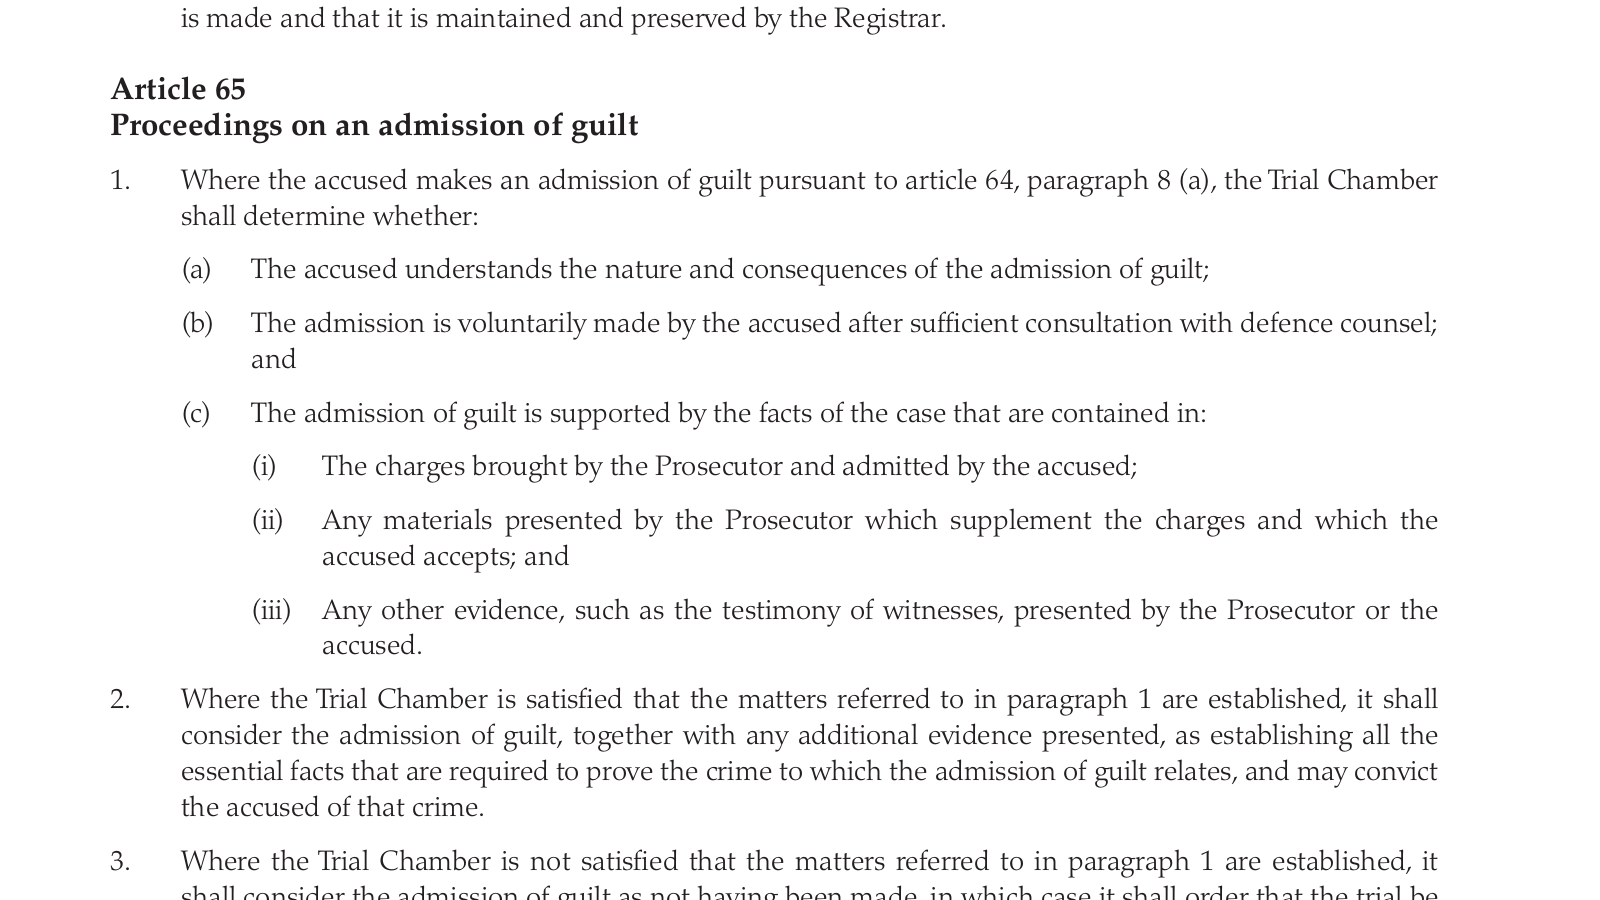 is made and that it is maintained and preserved by the Registrar.
Article 65
Proceedings on an admission of guilt
1. Where the accused makes an admission of guilt pursuant to article 64, paragraph 8 (a), the Trial Chamber
shall determine whether:
(a) The accused understands the nature and consequences of the admission of guilt;
(b) The admission is voluntarily made by the accused after sufficient consultation with defence counsel;
and
(c) The admission of guilt is supported by the facts of the case that are contained in:
(i) The charges brought by the Prosecutor and admitted by the accused;
(ii) Any materials presented by the Prosecutor which supplement the charges and which the
accused accepts; and
(iii) Any other evidence, such as the testimony of witnesses, presented by the Prosecutor or the
accused.
2. Where the Trial Chamber is satisfied that the matters referred to in paragraph 1 are established, it shall
consider the admission of guilt, together with any additional evidence presented, as establishing all the
essential facts that are required to prove the crime to which the admission of guilt relates, and may convict
the accused of that crime.
3. Where the Trial Chamber is not satisfied that the matters referred to in paragraph 1 are established, it
shall consider the admission of guilt as not having been made, in which case it shall order that the trial be